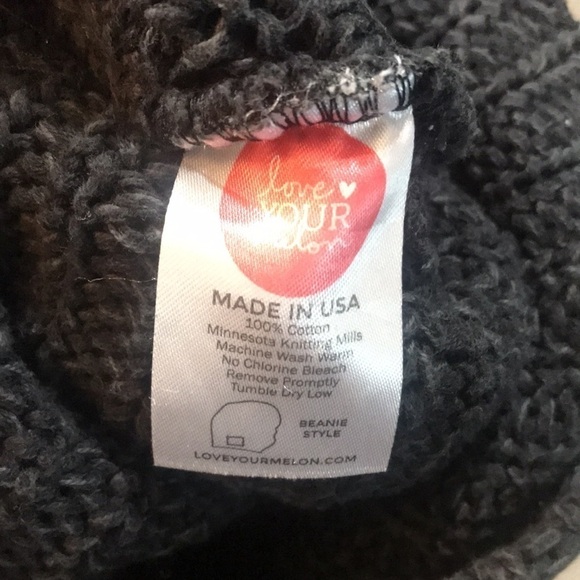 love
YOUR
melon
MADE IN USA
100% Cotton
Minnesota Knitting Mills
Machine Wash Warm
No Chlorine Bleach
Remove Promptly
Tumble Dry Low
BEANIE
STYLE
LOVEYOURMELON.COM